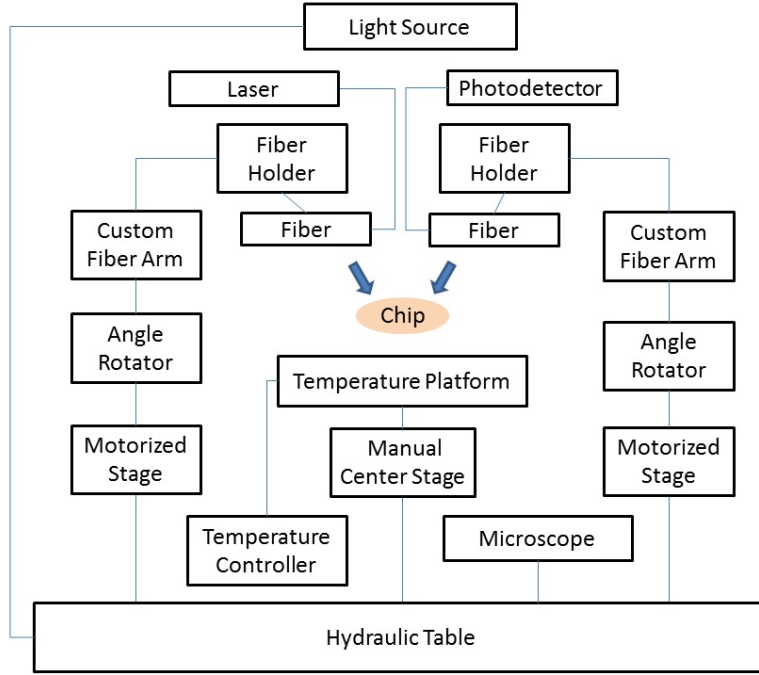 Light Source
Laser
Photodetector
Fiber
Holder
Fiber
Holder
Fiber
Fiber
Custom
Fiber Arm
Custom
Fiber Arm
Chip
Angle
Rotator
Angle
Rotator
Temperature Platform
Motorized
Stage
Manual
Center Stage
Motorized
Stage
Temperature
Controller
Microscope
Hydraulic Table